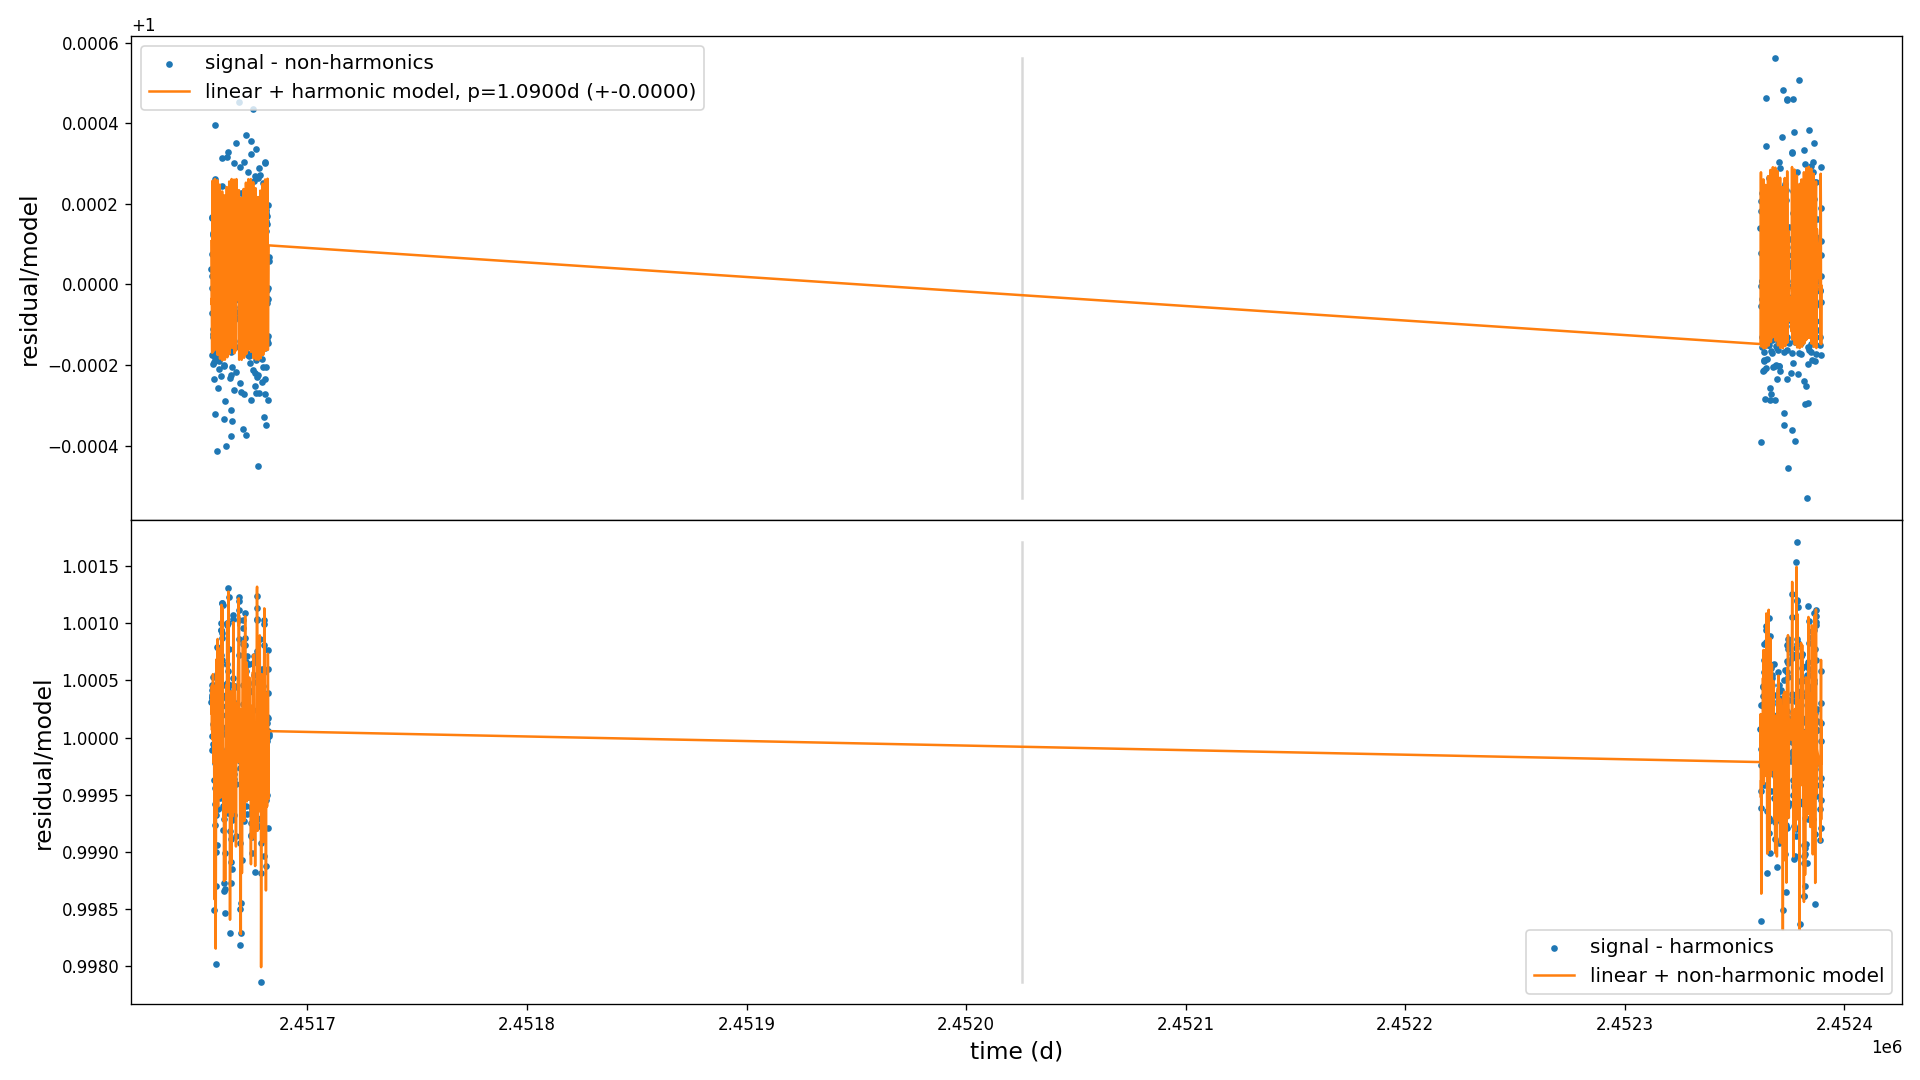 +1
0.0006
0.0004
0.0002
0.0000
−0.0002
−0.0004
residual/model
signal - non-harmonics
linear + harmonic model, p=1.0900d (+-0.0000)
1.0015
1.0010
1.0005
1.0000
0.9995
0.9990
0.9985
0.9980
residual/model
signal - harmonics
linear + non-harmonic model
2.4517 2.4518 2.4519 2.4520 2.4521 2.4522 2.4523 2.4524
1e6
time (d)